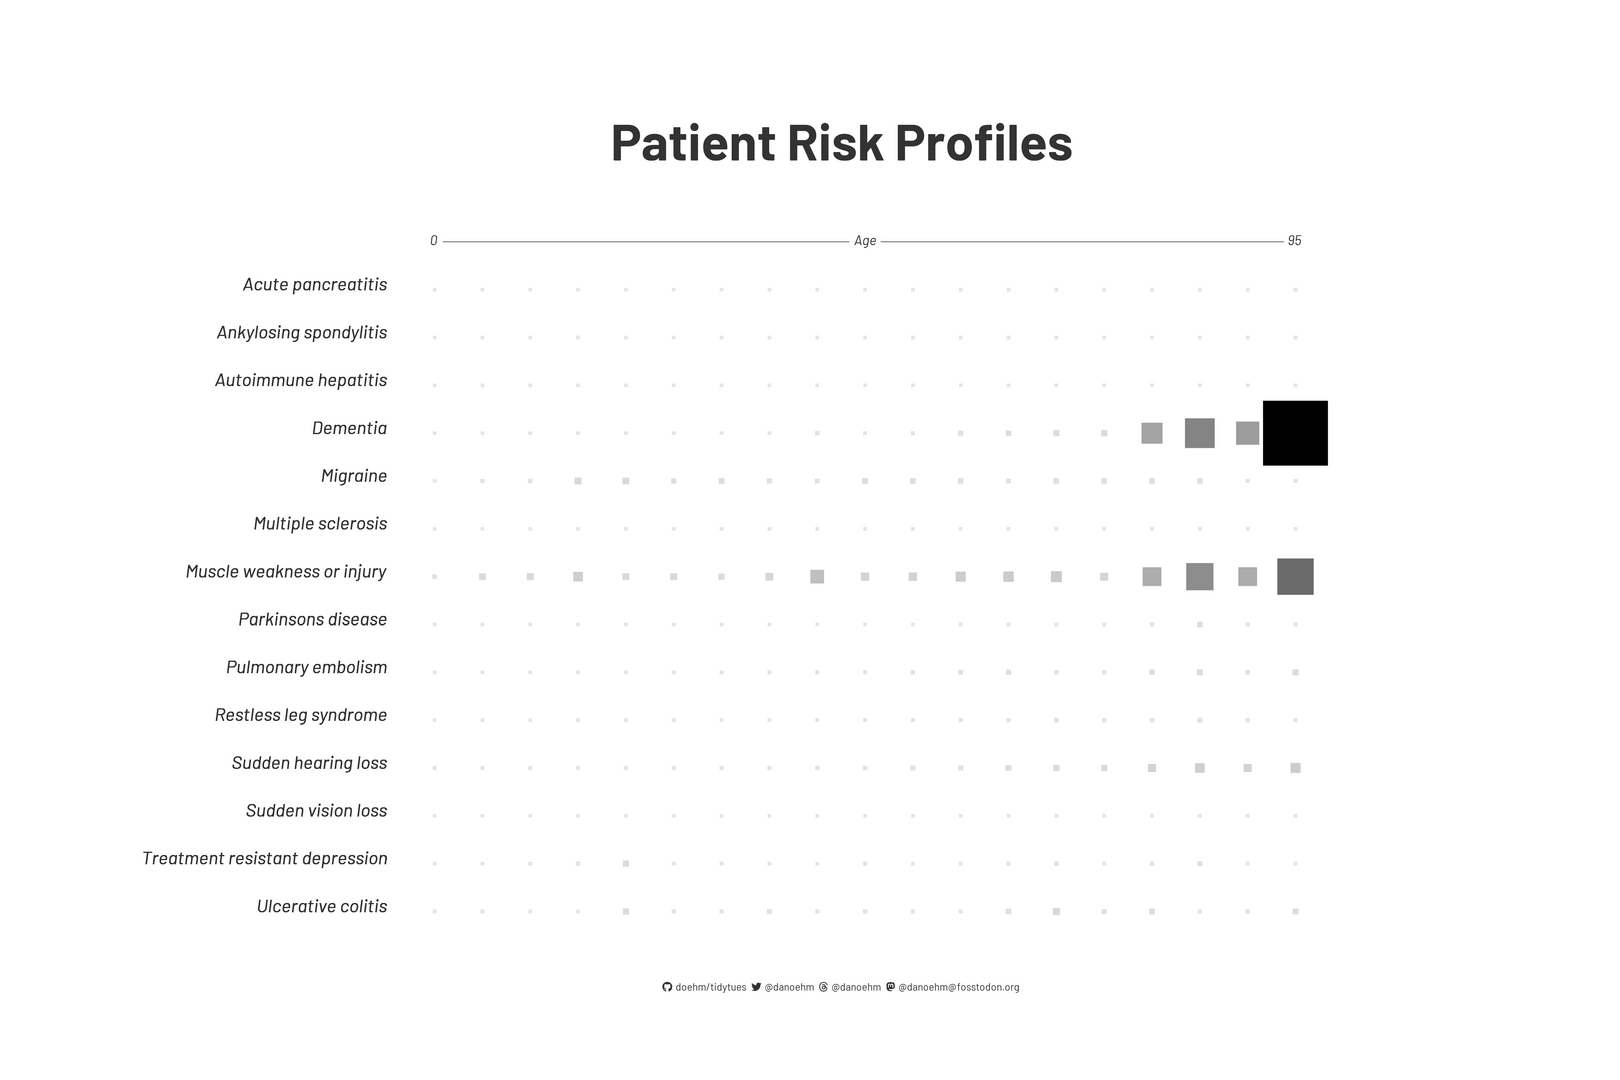 Patient Risk Profiles
0 Age 95
Acute pancreatitis
Ankylosing spondylitis
Autoimmune hepatitis
Dementia
Migraine
Multiple sclerosis
Muscle weakness or injury
Parkinsons disease
Pulmonary embolism
Restless leg syndrome
Sudden hearing loss
Sudden vision loss
Treatment resistant depression
Ulcerative colitis
doehm/tidytues @danoehm @danoehm @danoehm@fosstodon.org